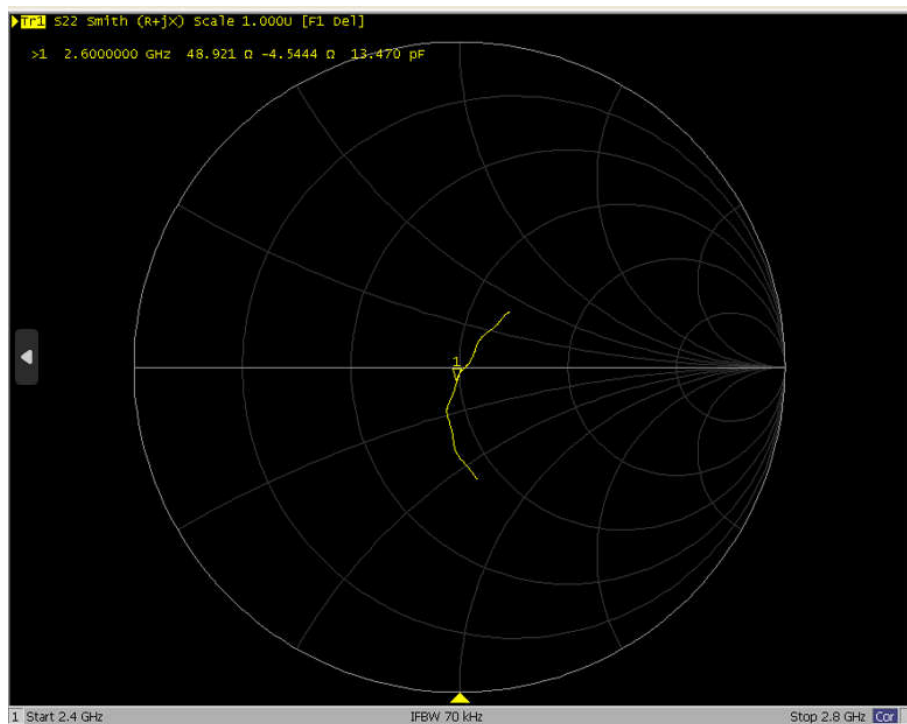 Tr1 S22 Smith (R+jX) Scale 1.000U [F1 Del]
>1 2.6000000 GHz 48.921 Ω -4.5444 Ω 13.470 pF
1
1 Start 2.4 GHz IFBW 70 kHz Stop 2.8 GHz Cor